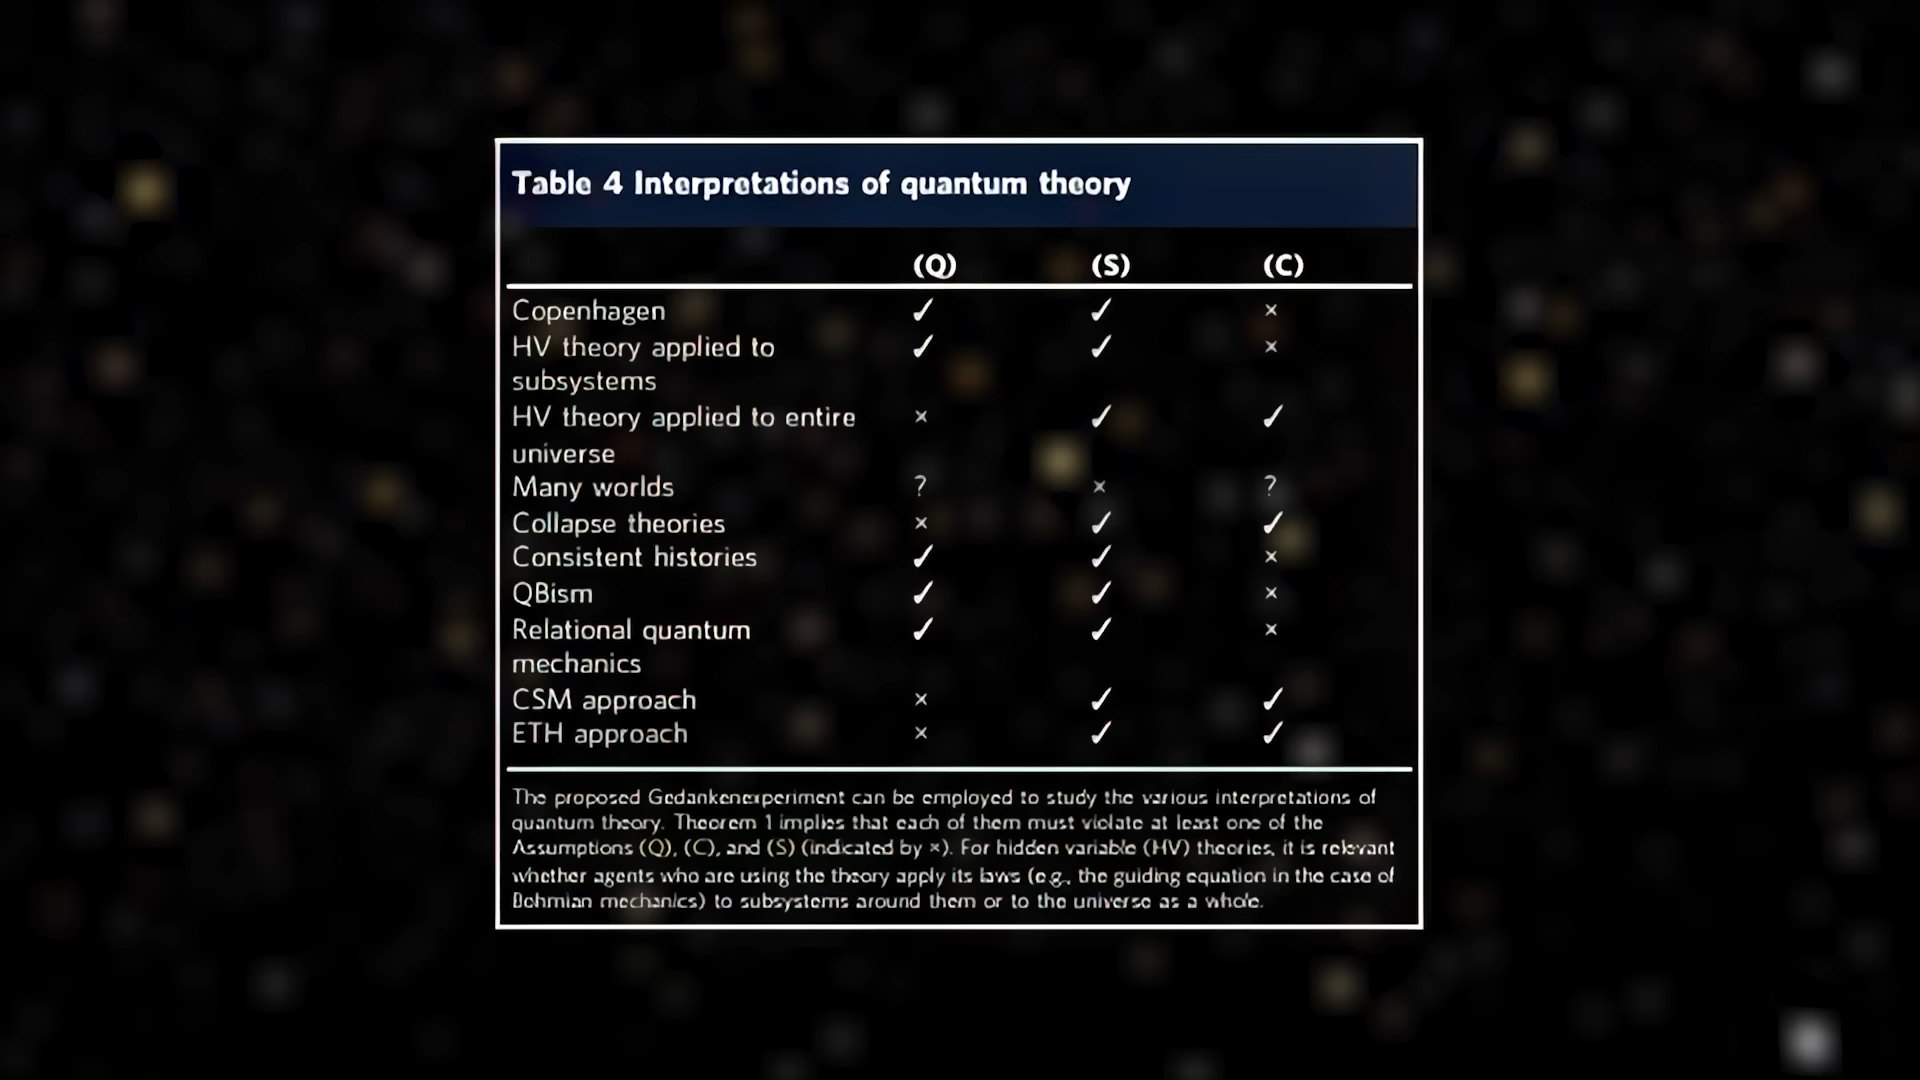 Table 4 Interpretations of quantum theory
(Q) (S) (C)
Copenhagen ✓ ✓ ×
HV theory applied to ✓ ✓ ×
subsystems
HV theory applied to entire × ✓ ✓
universe
Many worlds ? × ?
Collapse theories × ✓ ✓
Consistent histories ✓ ✓ ×
QBism ✓ ✓ ×
Relational quantum ✓ ✓ ×
mechanics
CSM approach × ✓ ✓
ETH approach × ✓ ✓
The proposed Gedankenexperiment can be employed to study the various interpretations of
quantum theory. Theorem 1 implies that each of them must violate at least one of the
Assumptions (Q), (C), and (S) (indicated by ×). For hidden variable (HV) theories, it is relevant
whether agents who are using the theory apply its laws (e.g., the guiding equation in the case of
Bohmian mechanics) to subsystems around them or to the universe as a whole.